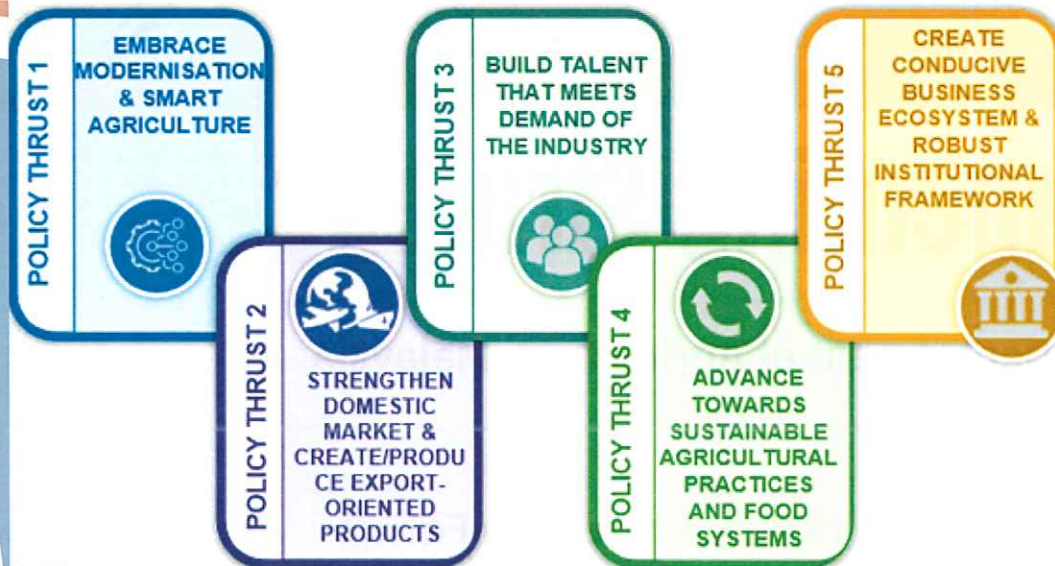 POLICY THRUST 1
EMBRACE
MODERNISATION
& SMART
AGRICULTURE
POLICY THRUST 2
STRENGTHEN
DOMESTIC
MARKET &
CREATE/PRODU
CE EXPORT-
ORIENTED
PRODUCTS
POLICY THRUST 3
BUILD TALENT
THAT MEETS
DEMAND OF
THE INDUSTRY
POLICY THRUST 4
ADVANCE
TOWARDS
SUSTAINABLE
AGRICULTURAL
PRACTICES
AND FOOD
SYSTEMS
POLICY THRUST 5
CREATE
CONDUCIVE
BUSINESS
ECOSYSTEM &
ROBUST
INSTITUTIONAL
FRAMEWORK